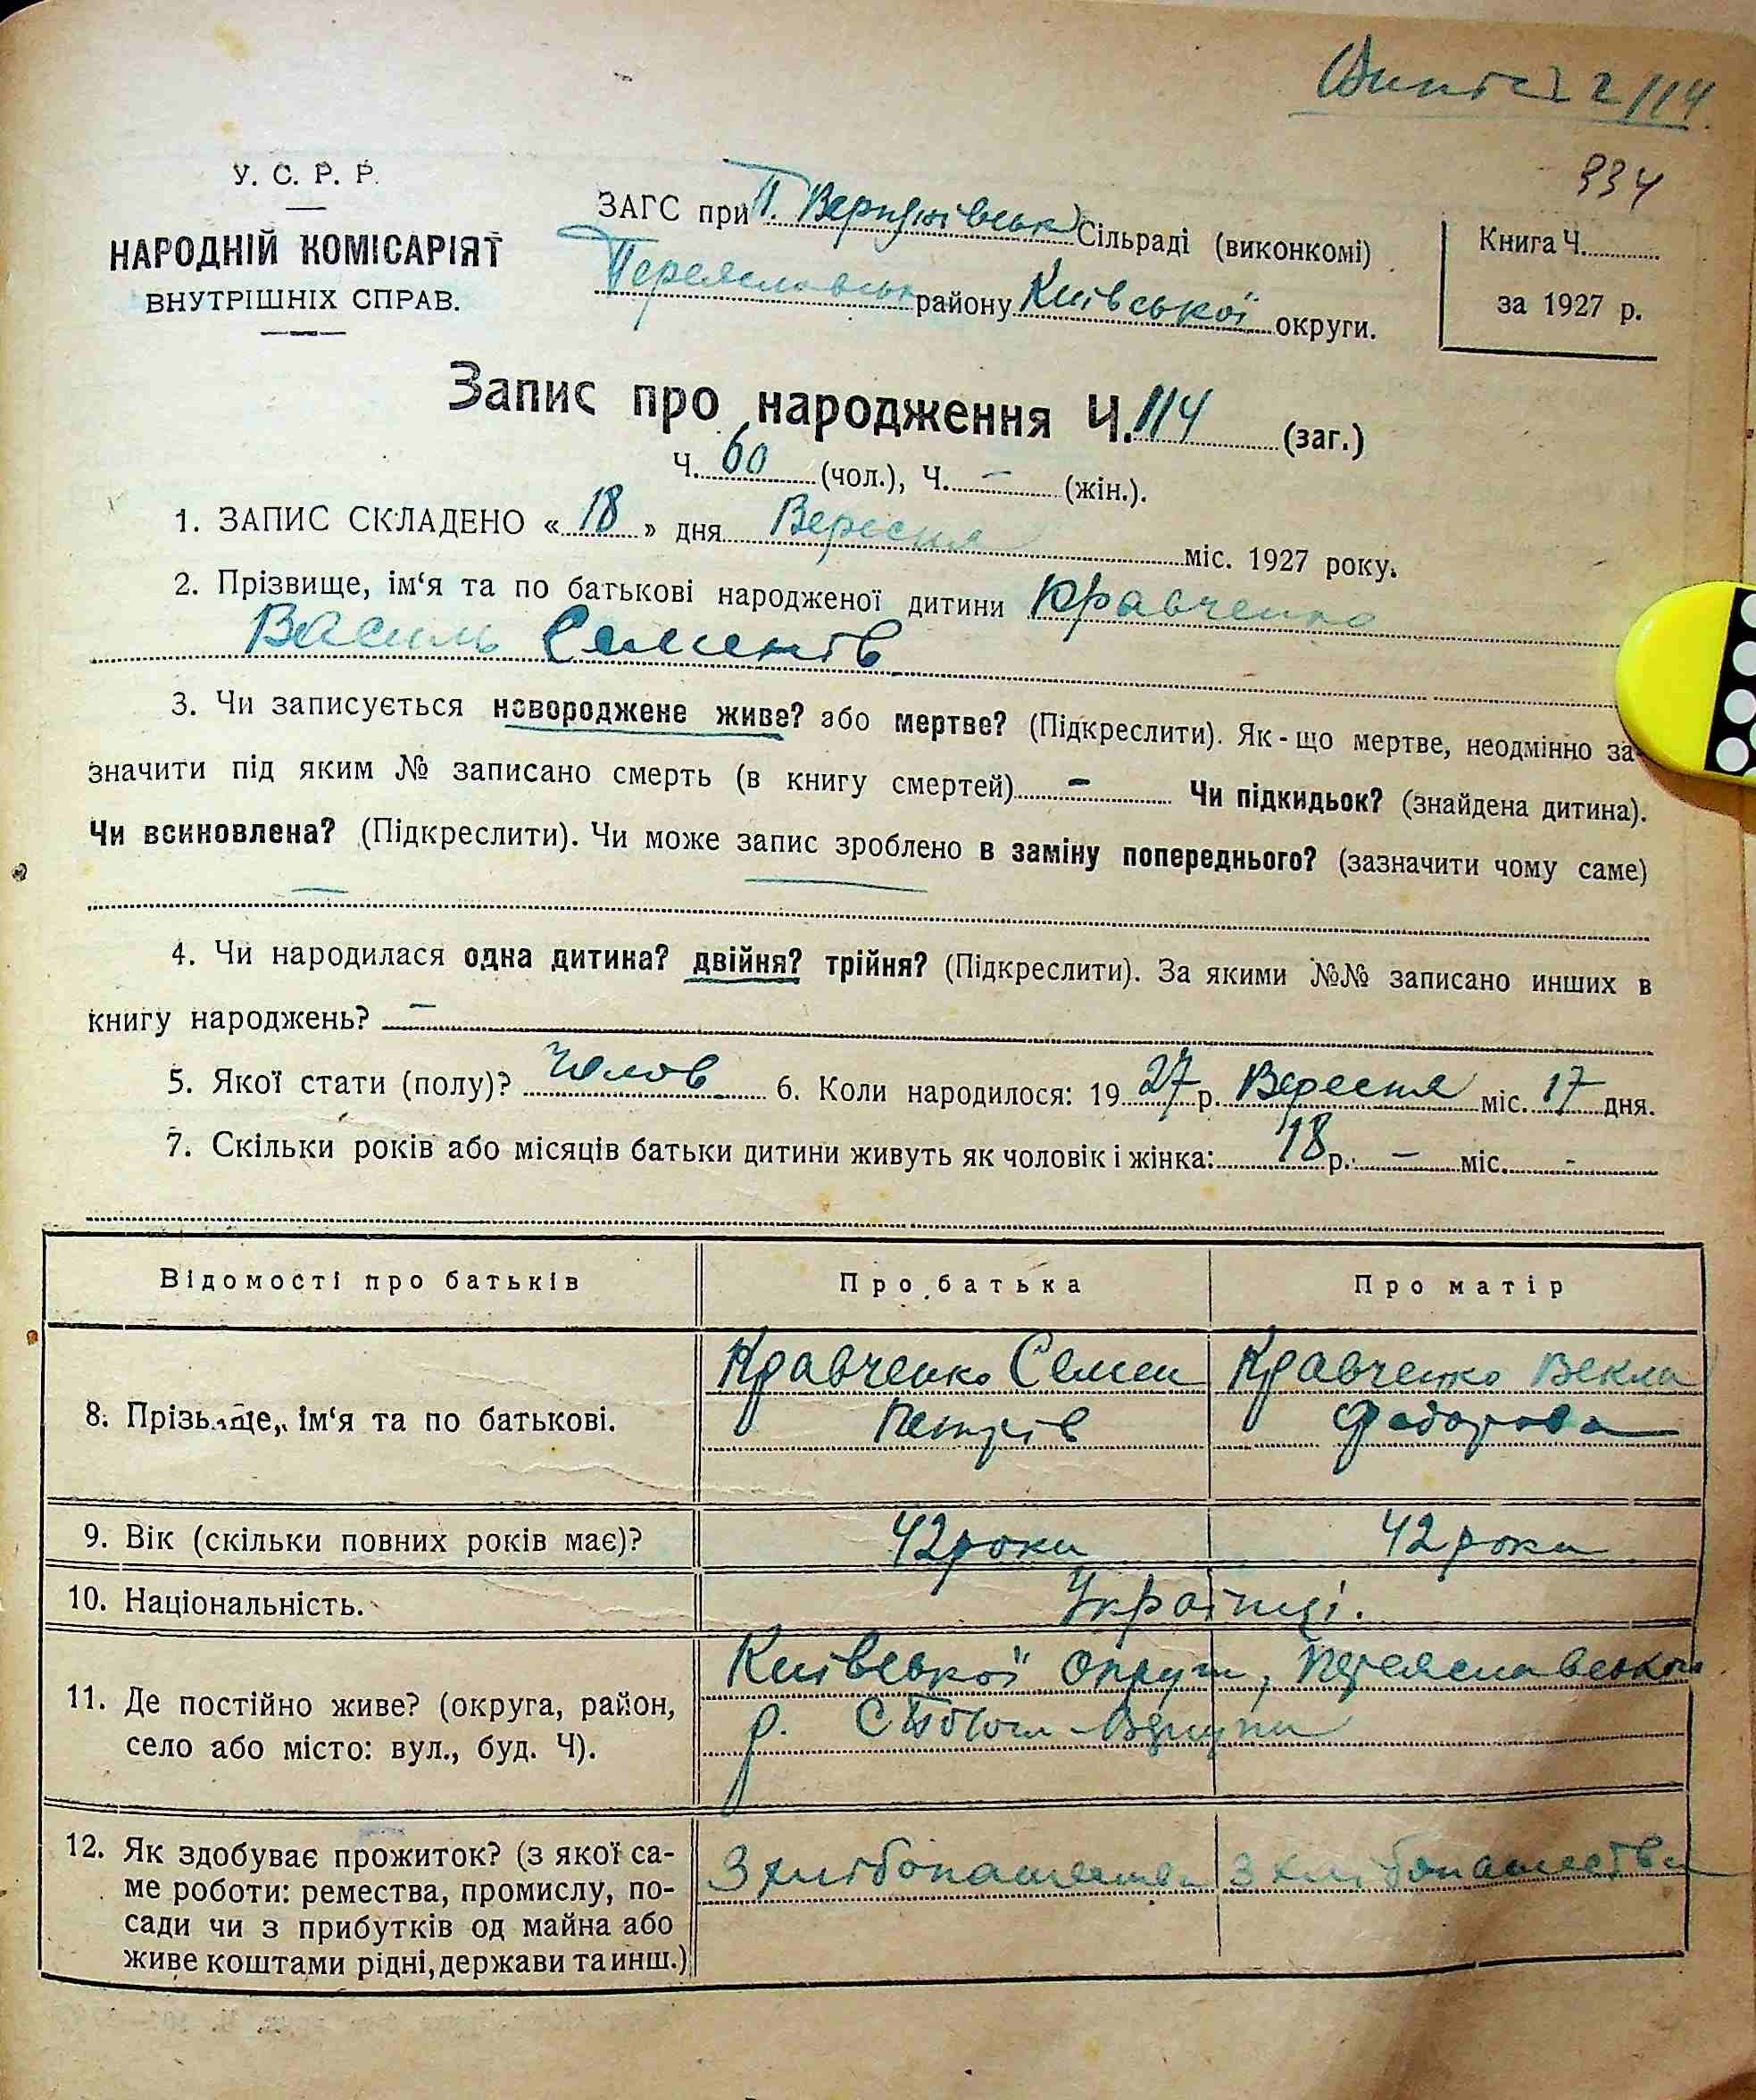 2/114.
334
У. С. Р. Р.
НАРОДНІЙ КОМІСАРІЯТ
ВНУТРІШНІХ СПРАВ.
ЗАГС при П. Сільраді (виконкомі)
району Київської округи.
Книга Ч.
за 1927 р.
Запис про народження Ч. 114 (заг.)
Ч. 60 (чол.), Ч. — (жін.).
1. ЗАПИС СКЛАДЕНО « 18 » дня Вересня міс. 1927 року.
2. Прізвище, ім‘я та по батькові народженої дитини Кравченко
Василь Семенів
3. Чи записується новороджене живе? або мертве? (Підкреслити). Як-що мертве, неодмінно за-
значити під яким № записано смерть (в книгу смертей) – Чи підкидьок? (знайдена дитина).
Чи всиновлена? (Підкреслити). Чи може запис зроблено в заміну попереднього? (зазначити чому саме)
4. Чи народилася одна дитина? двійня? трійня? (Підкреслити). За якими №№ записано инших в
книгу народжень? —
5. Якої стати (полу)? Чолов 6. Коли народилося: 1927 р. Вересня міс. 17 дня.
7. Скільки років або місяців батьки дитини живуть як чоловік і жінка: 18 р. — міс. -
Відомості про батьків Про батька Про матір
8. Прізвище, ім‘я та по батькові.
Кравченко Семен
Петрів
Кравченко Векла
Федорова
9. Вік (скільки повних років має)? 42 роки 42 роки
10. Національність. Українці.
11. Де постійно живе? (округа, район,
село або місто: вул., буд. Ч).
Київської округи, Переяславського
р. С
12. Як здобуває прожиток? (з якої са-
ме роботи: ремества, промислу, по-
сади чи з прибутків од майна або
живе коштами рідні, держави та инш.)
З хлібопашества
З хлібопашества